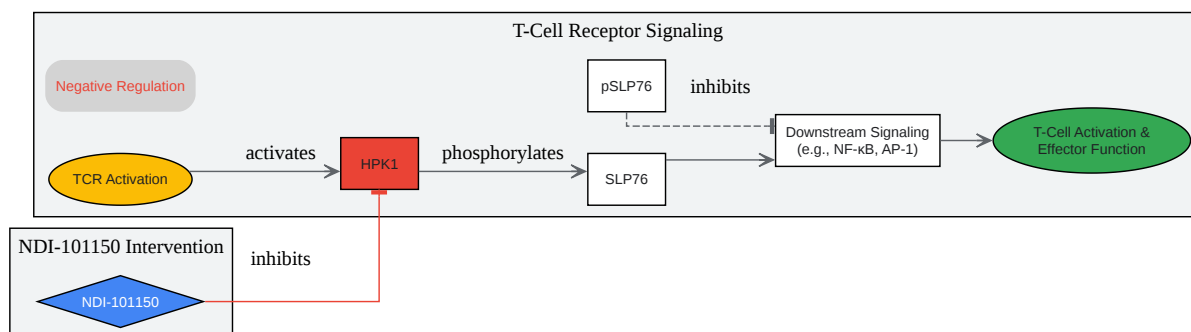 T-Cell Receptor Signaling
Negative Regulation
pSLP76
inhibits
TCR Activation
activates
HPK1
phosphorylates
SLP76
Downstream Signaling
(e.g., NF-κB, AP-1)
T-Cell Activation &
Effector Function
NDI-101150 Intervention
inhibits
NDI-101150